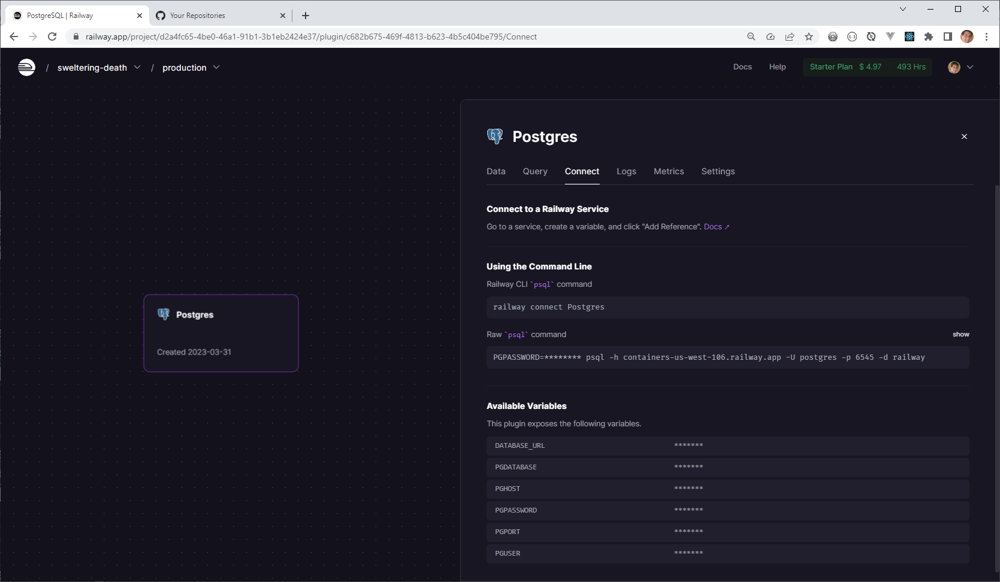 PostgreSQL | Railway
Your Repositories
railway.app/project/d2a4fc65-4be0-46a1-91b1-3b1eb2424e37/plugin/c682b675-469f-4813-b623-4b5c404be795/Connect
/ sweltering-death / production
Docs Help Starter Plan $ 4.97 493 Hrs
Postgres
Created 2023-03-31
Postgres
Data Query Connect Logs Metrics Settings
Connect to a Railway Service
Go to a service, create a variable, and click "Add Reference". Docs ↗
Using the Command Line
Railway CLI `psql` command
railway connect Postgres
Raw `psql` command show
PGPASSWORD=******** psql -h containers-us-west-106.railway.app -U postgres -p 6545 -d railway
Available Variables
This plugin exposes the following variables.
DATABASE_URL *******
PGDATABASE *******
PGHOST *******
PGPASSWORD *******
PGPORT *******
PGUSER *******